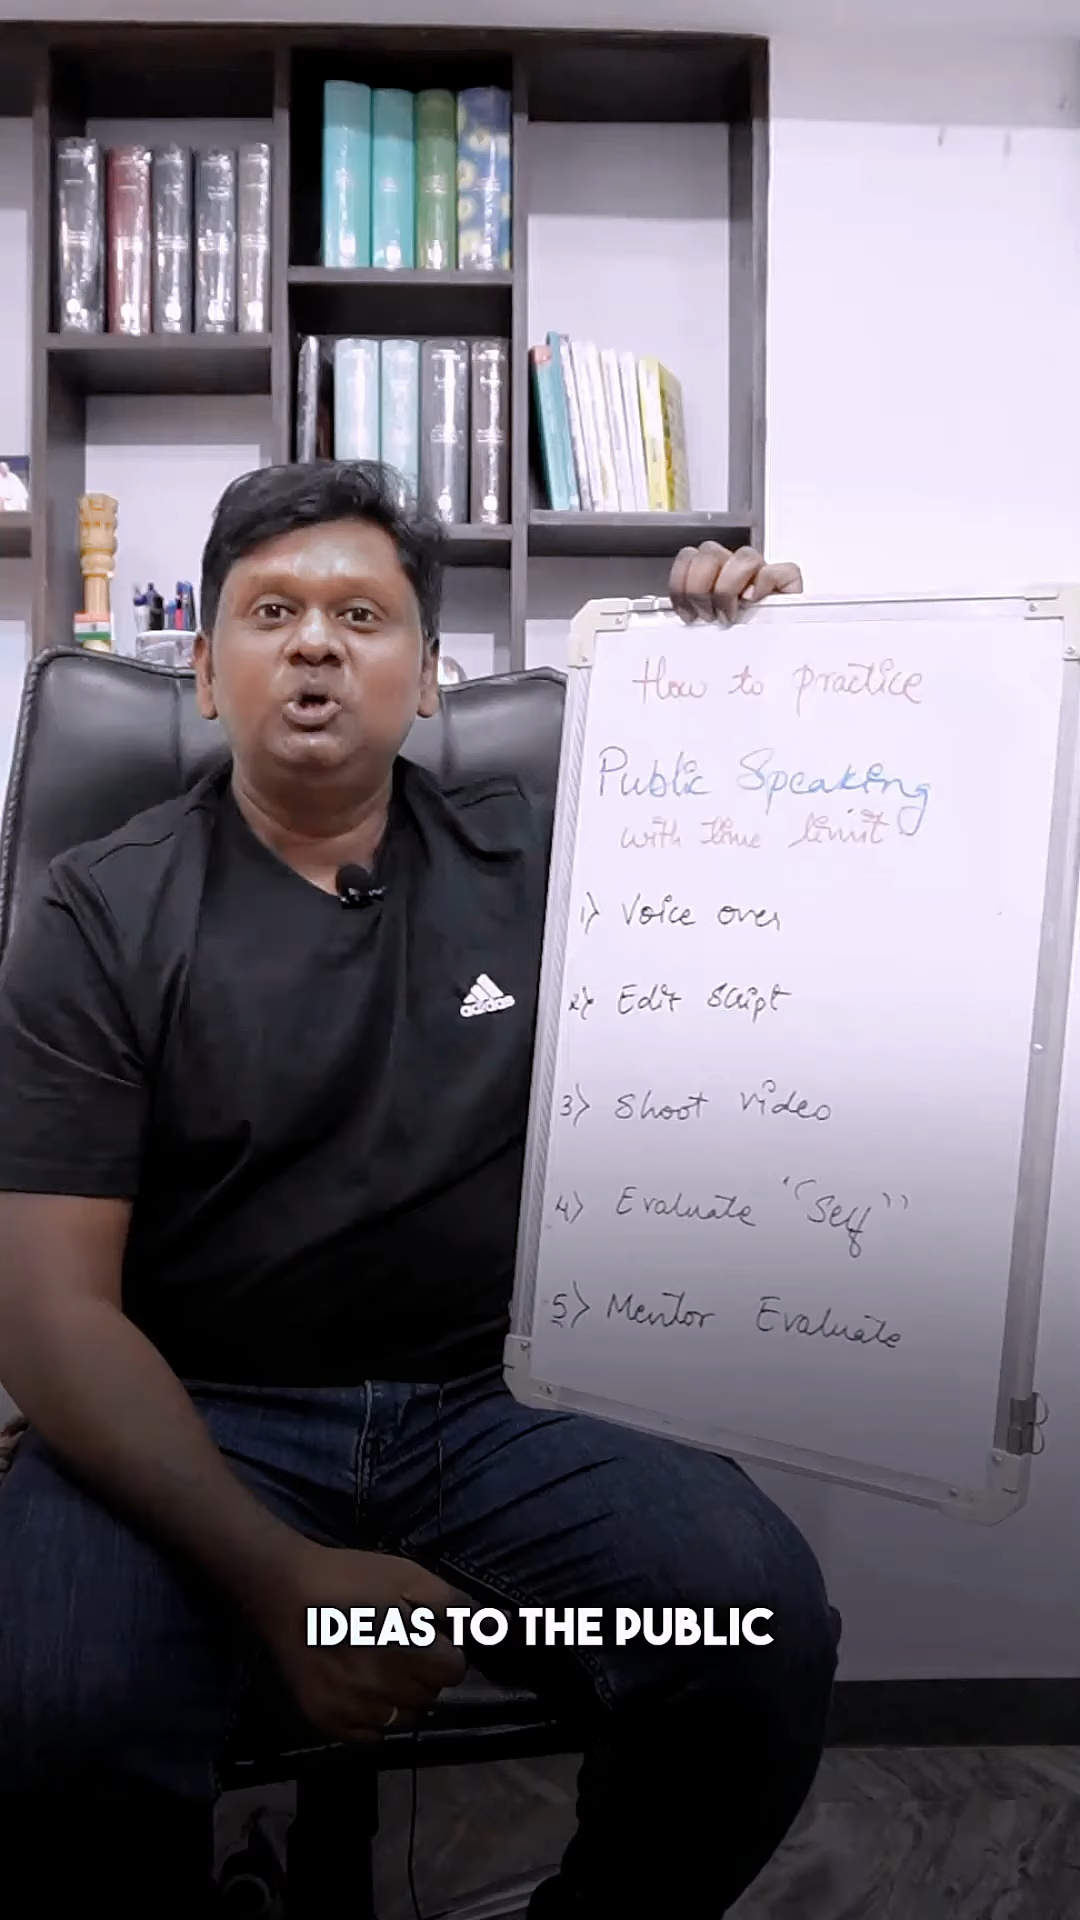 How to practice
Public Speaking
with time limit
1) Voice over
2) Edit script
3) Shoot video
4) Evaluate "Self"
5) Mentor Evaluate
adidas
IDEAS TO THE PUBLIC